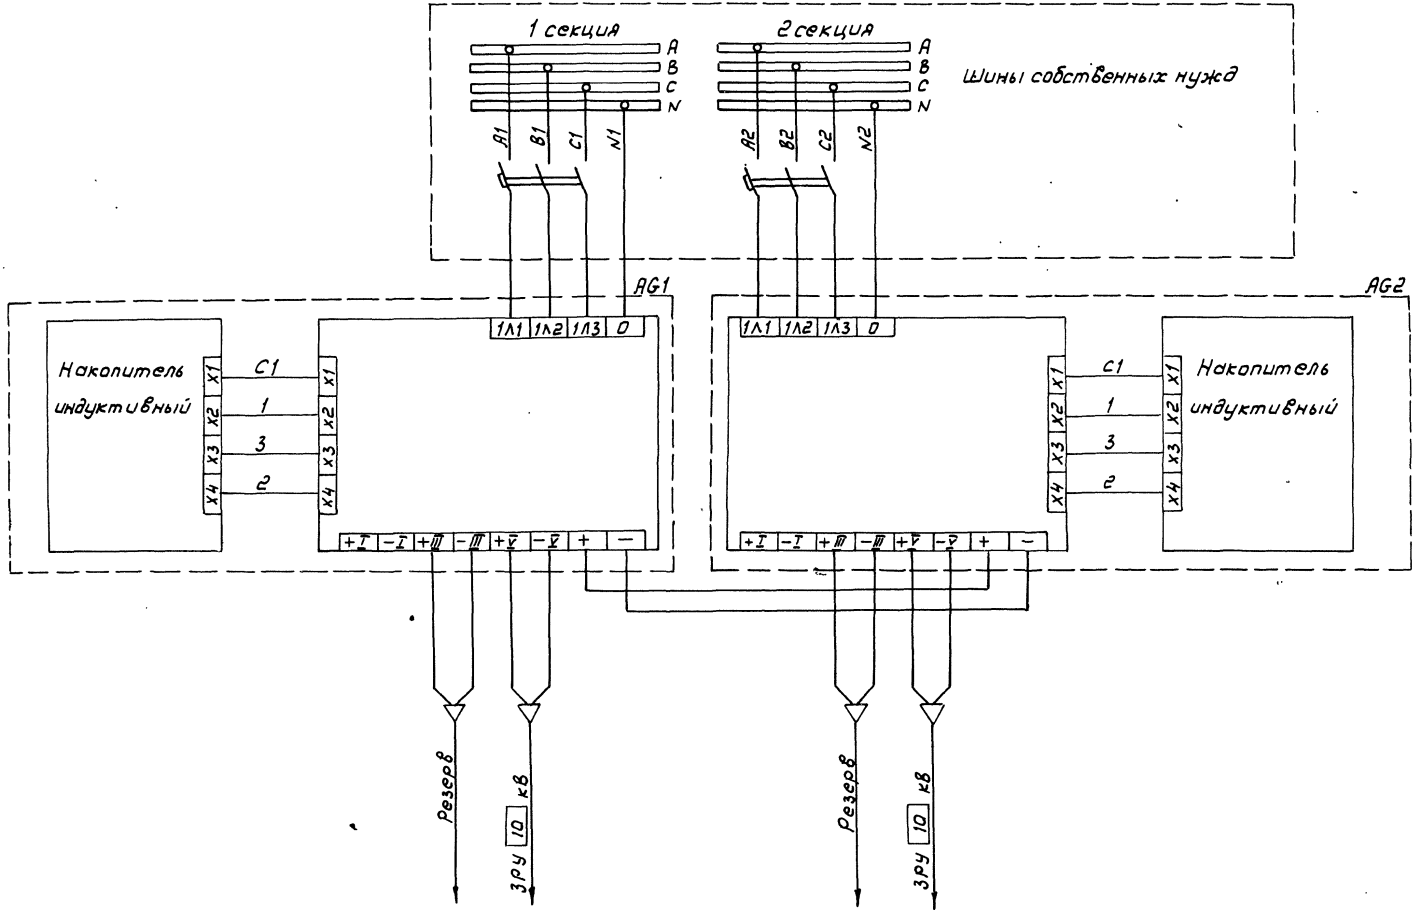 1 секция
2 секция
A
B
C
N
A
B
C
N
Шины собственных нужд
A1
B1
C1
N1
A2
B2
C2
N2
AG1
AG2
1Л1 1Л2 1Л3 0
1Л1 1Л2 1Л3 0
Накопитель
индуктивный
X1 C1 X1
X2 1 X2
X3 3 X3
X4 2 X4
X1 C1 X1
X2 1 X2
X3 3 X3
X4 2 X4
Накопитель
индуктивный
+I -I +III -III +V -V + -
+I -I +III -III +V -V + -
Резерв
ЗРУ 10 кВ
Резерв
ЗРУ 10 кВ